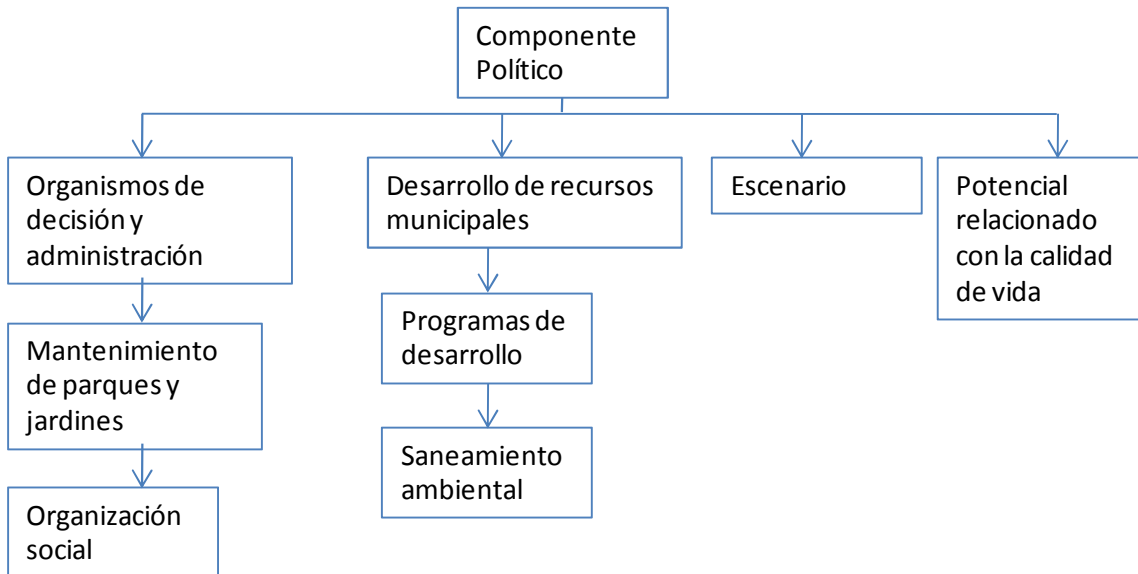 Componente
Político
Organismos de
decisión y
administración
Desarrollo de recursos
municipales
Escenario
Potencial
relacionado
con la calidad
de vida
Mantenimiento
de parques y
jardines
Programas de
desarrollo
Saneamiento
ambiental
Organización
social